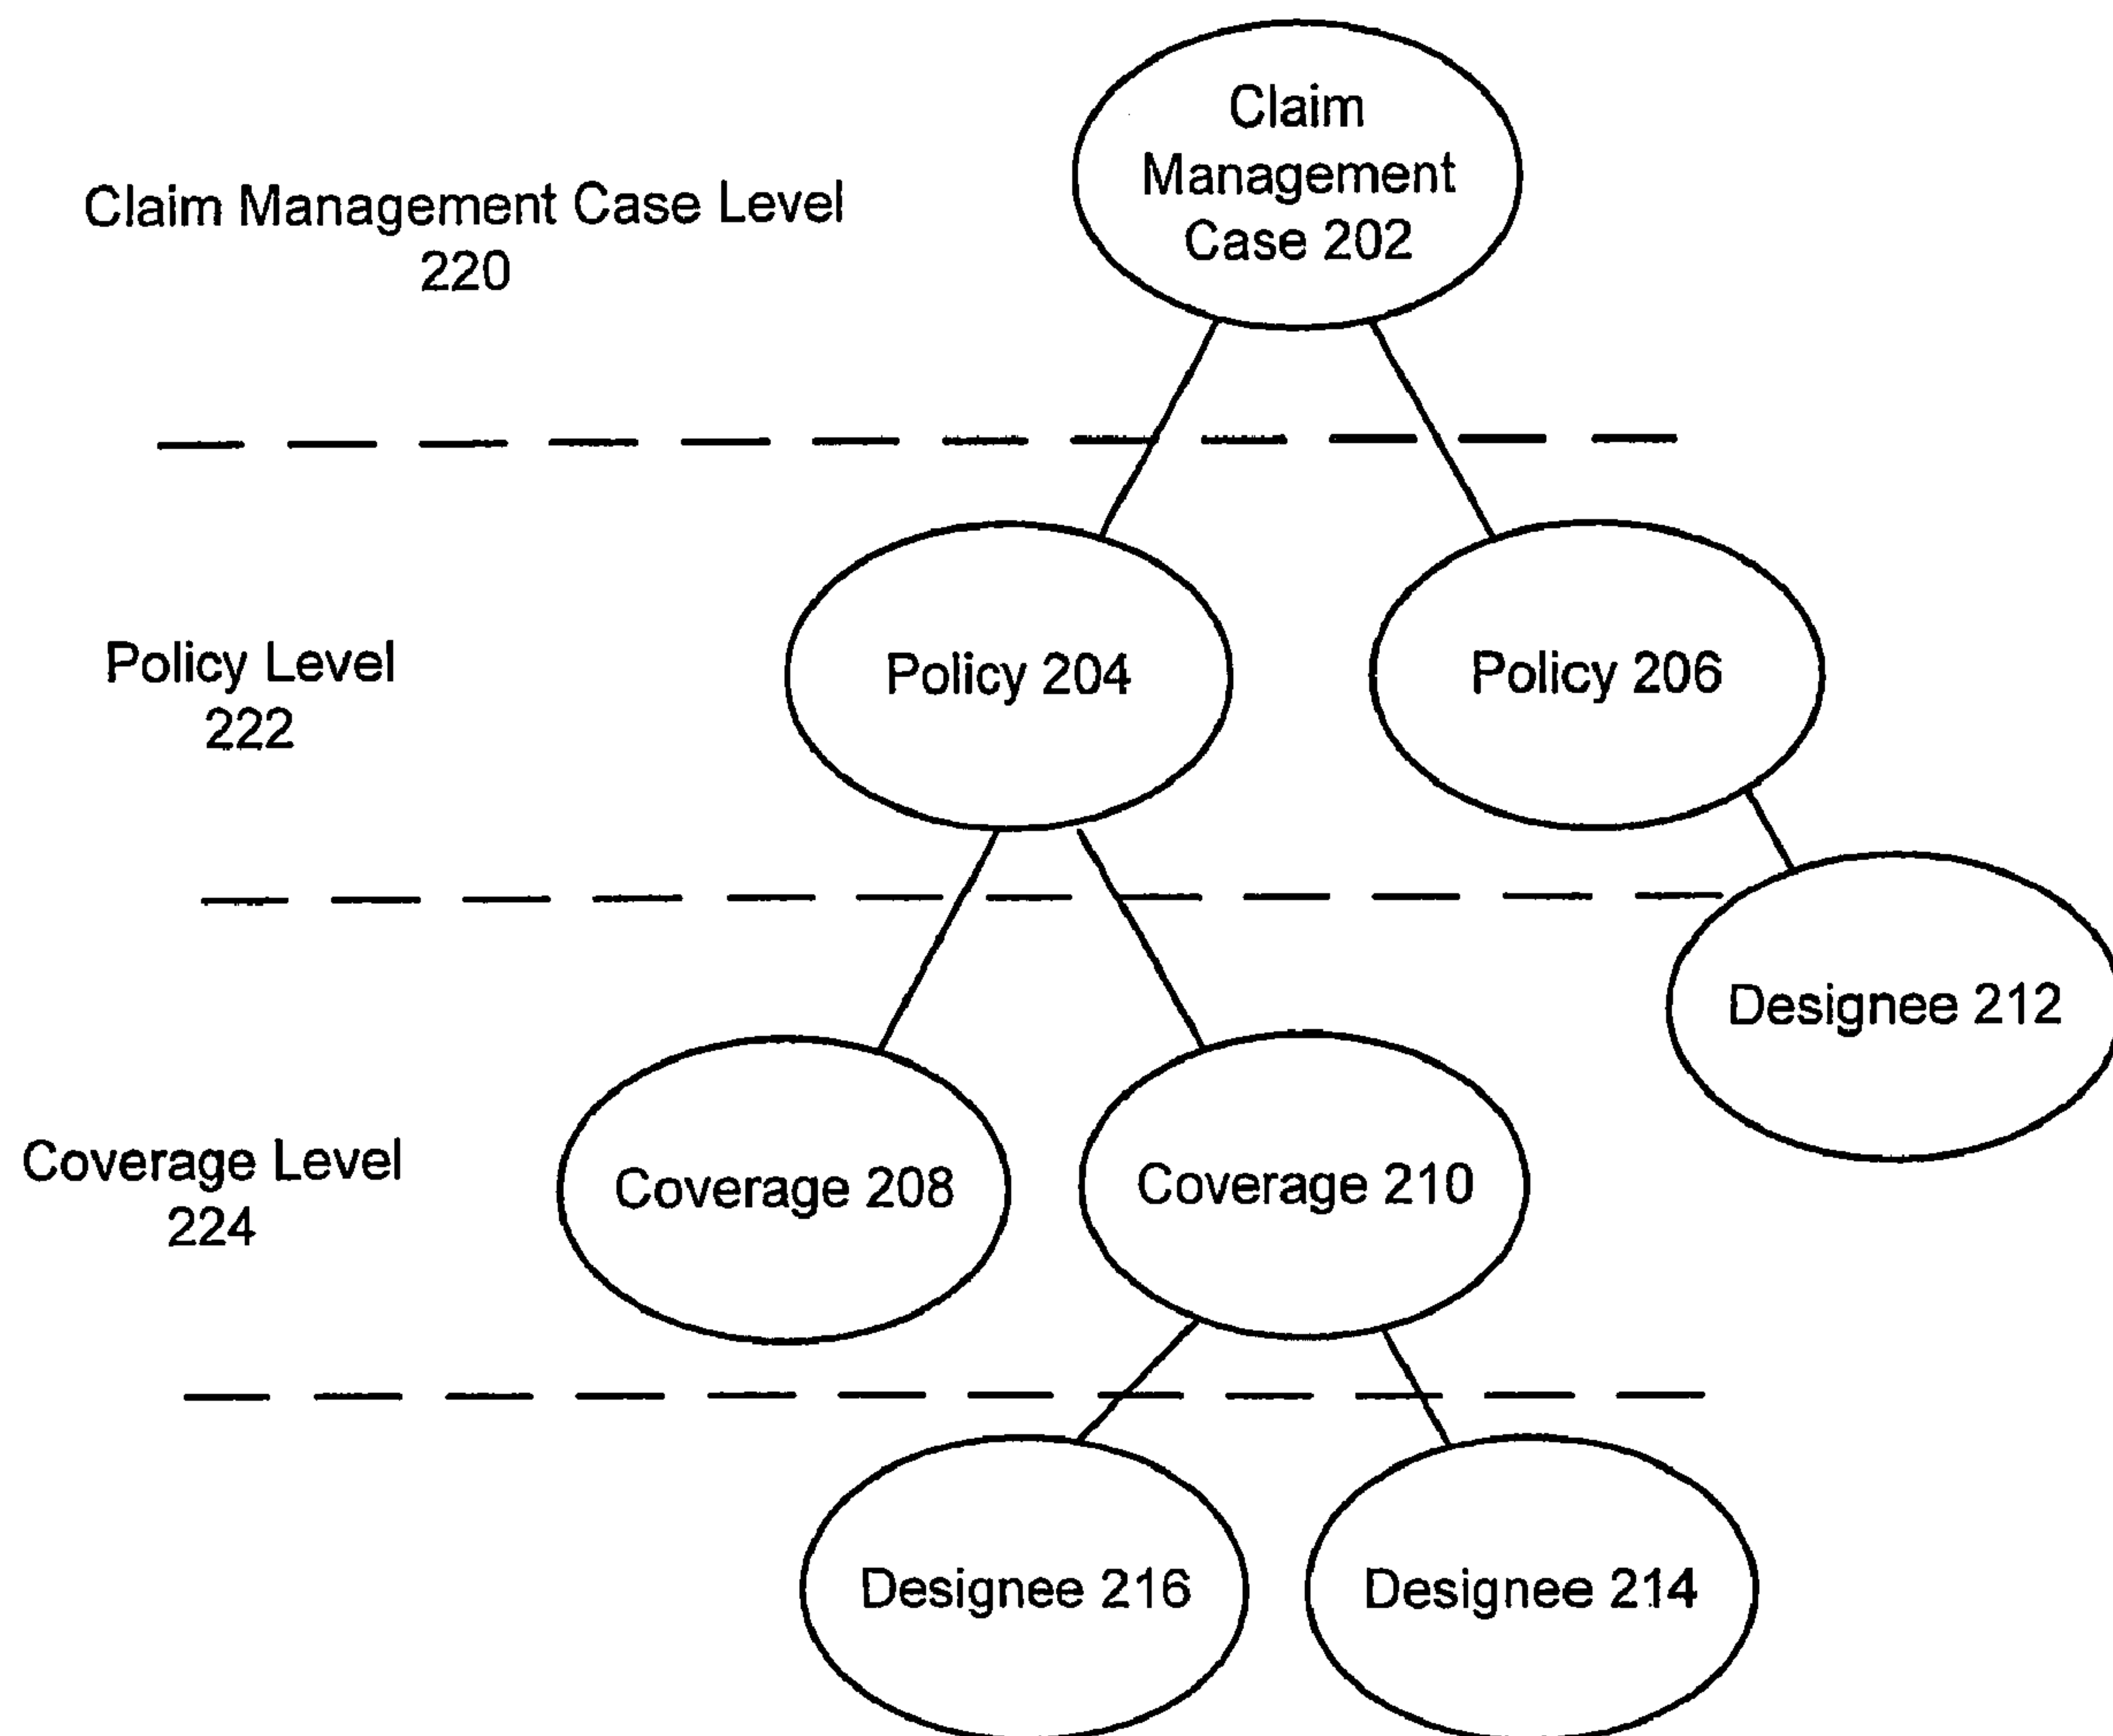 Claim
Management
Case 202
Claim Management Case Level
220
Policy Level
222
Policy 204
Policy 206
Designee 212
Coverage Level
224
Coverage 208
Coverage 210
Designee 216
Designee 214